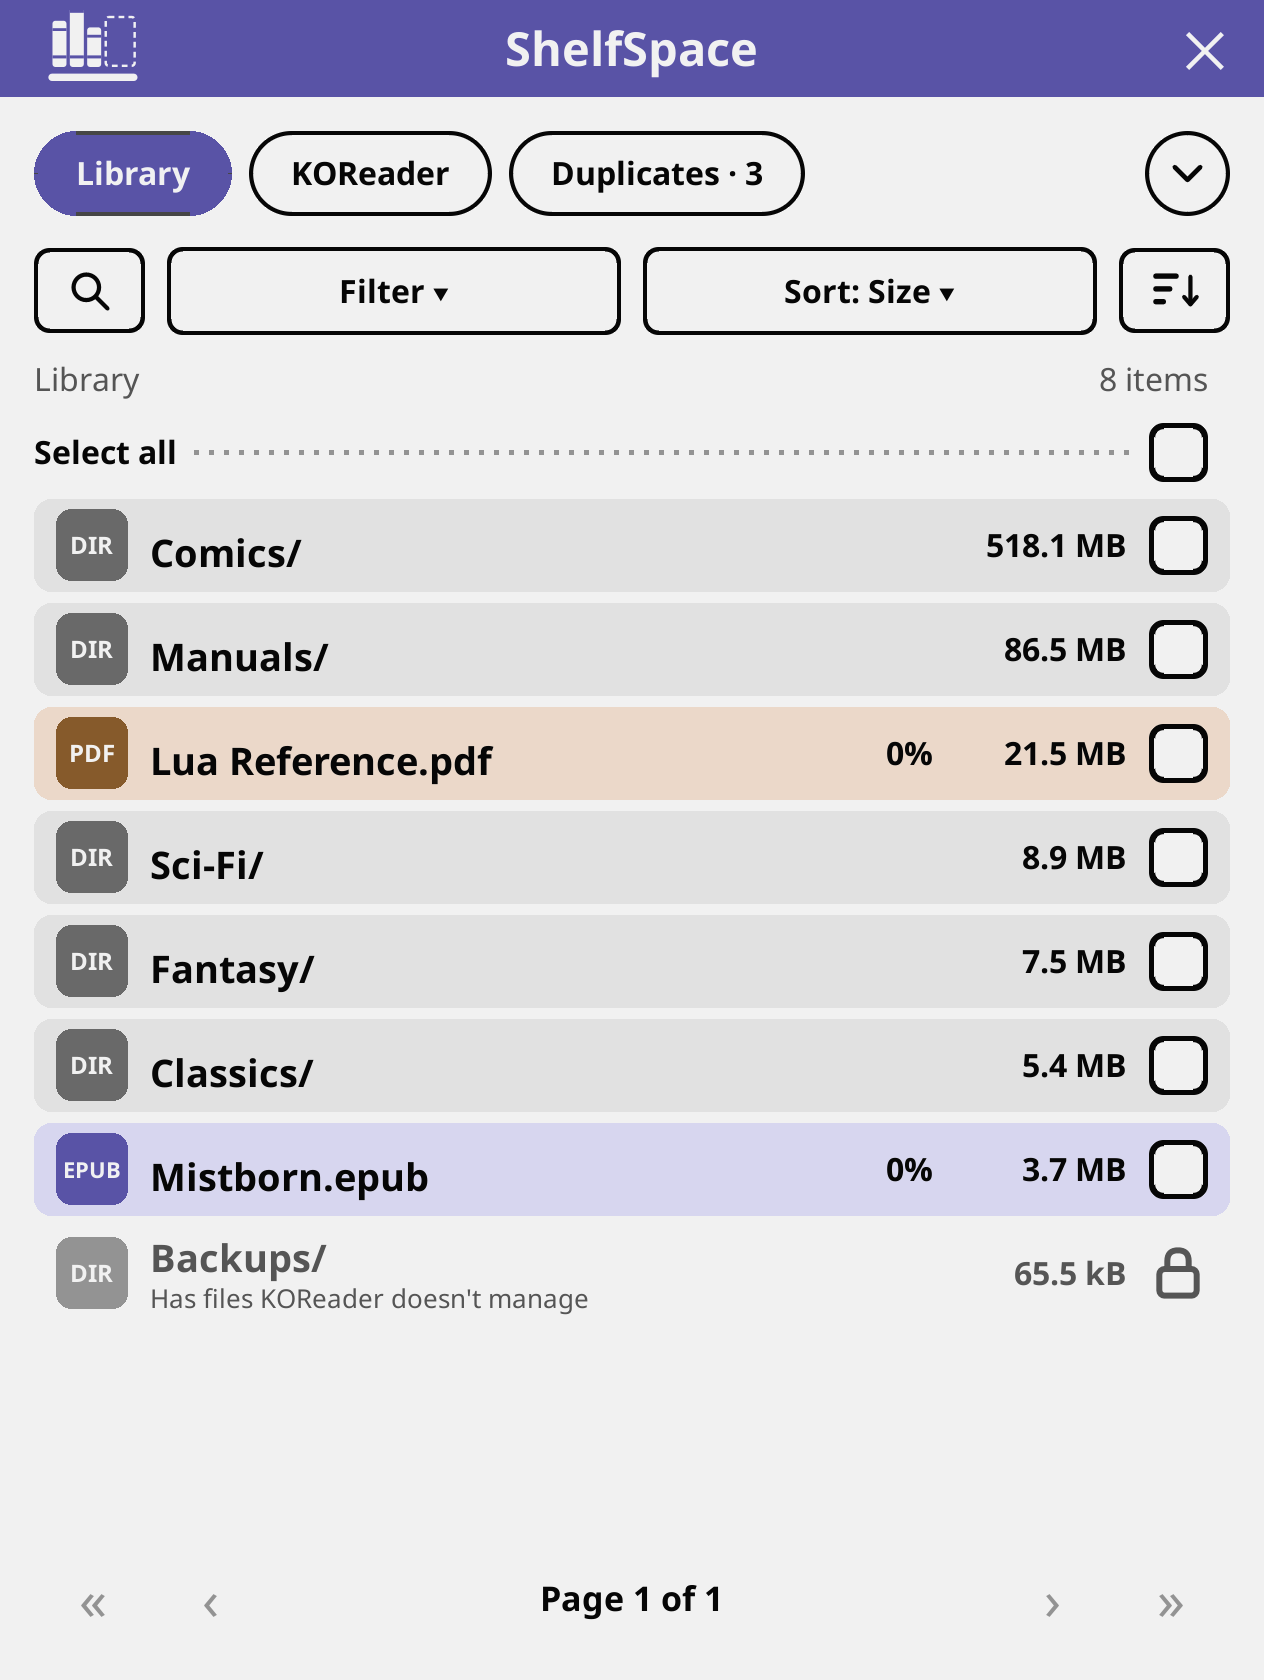 ShelfSpace
Library
KOReader
Duplicates · 3
Filter ▾
Sort: Size ▾
Library
8 items
Select all
DIR Comics/ 518.1 MB
DIR Manuals/ 86.5 MB
PDF Lua Reference.pdf 0% 21.5 MB
DIR Sci-Fi/ 8.9 MB
DIR Fantasy/ 7.5 MB
DIR Classics/ 5.4 MB
EPUB Mistborn.epub 0% 3.7 MB
DIR Backups/ 65.5 kB
Has files KOReader doesn't manage
« ‹ Page 1 of 1 › »